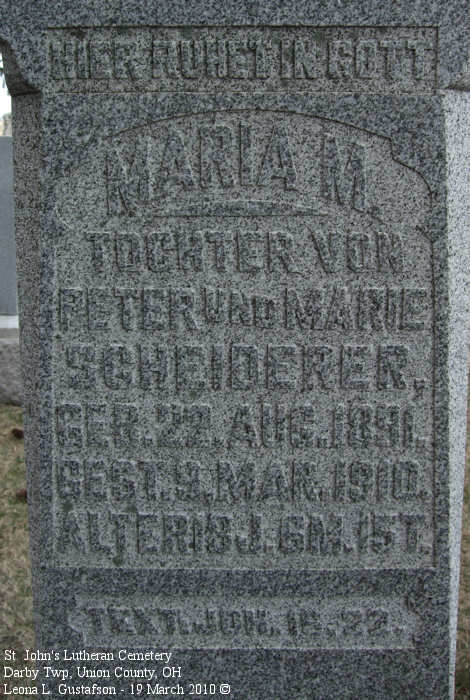 HIER RUHET IN GOTT
MARIA M.
TOCHTER VON
PETER UND MARIE
SCHEIDERER,
GEB. 22. AUG. 1891.
GEST. 9. MAR. 1910.
ALTER 18 J. 6 M. 15 T.
TEXT. JOH.
St. John's Lutheran Cemetery
Darby Twp, Union County, OH
Leona L. Gustafson - 19 March 2010 ©